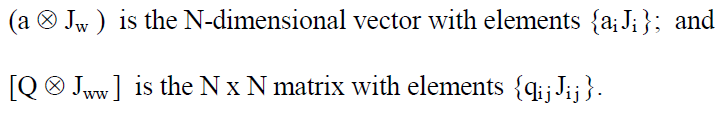 (a ⊗ J_w ) is the N-dimensional vector with elements {a_i J_i}; and
[Q ⊗ J_ww] is the N x N matrix with elements {q_ij J_ij}.